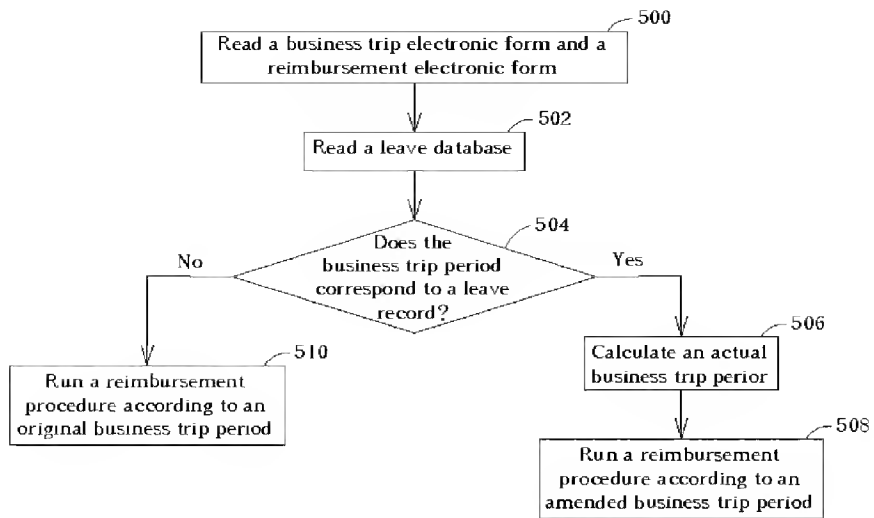 500
Read a business trip electronic form and a
reimbursement electronic form
502
Read a leave database
504
Does the
business trip period
correspond to a leave
record?
No
Yes
506
Calculate an actual
business trip perior
510
Run a reimbursement
procedure according to an
original business trip period
508
Run a reimbursement
procedure according to an
amended business trip period